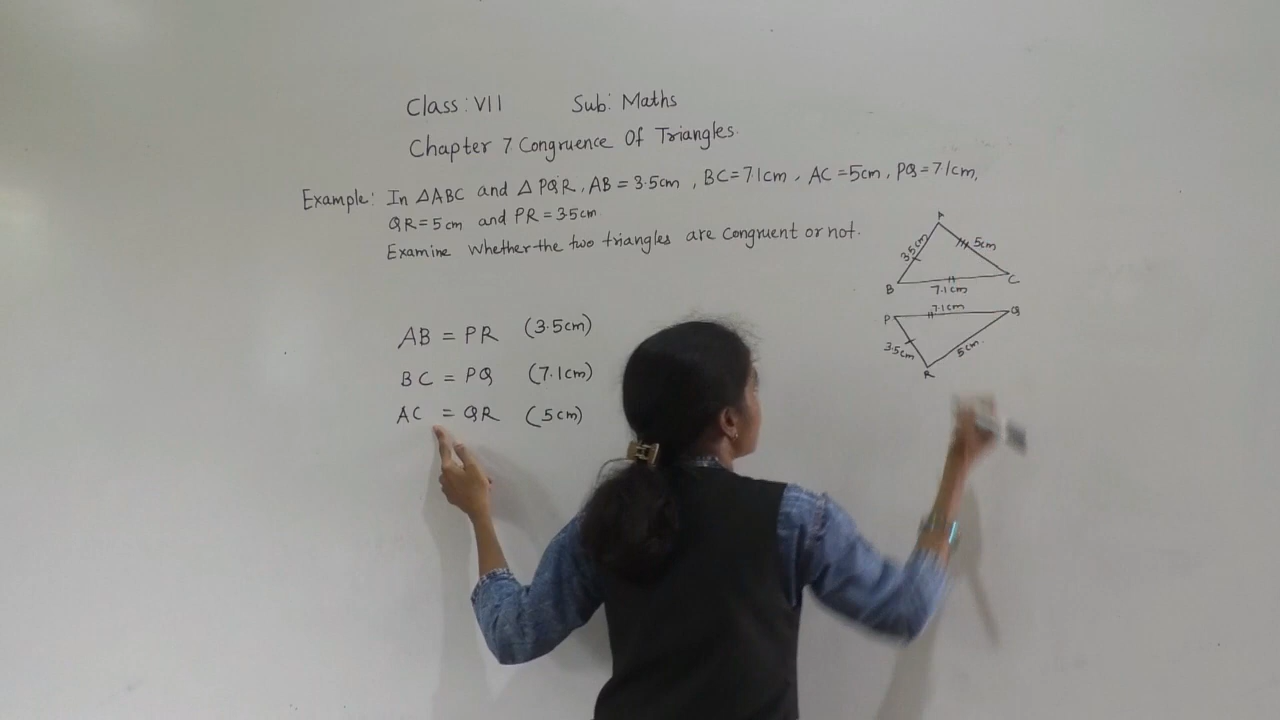 Class: VII Sub: Maths
Chapter 7 Congruence Of Triangles.
Example: In △ABC and △PQR, AB = 3.5cm, BC=7.1cm, AC=5cm, PQ=7.1cm,
QR=5cm and PR=3.5cm.
Examine whether the two triangles are congruent or not.
A
3.5cm 5cm
B C
7.1cm
7.1cm
P Q
3.5cm 5cm.
R
AB = PR (3.5cm)
BC = PQ (7.1cm)
AC = QR (5cm)